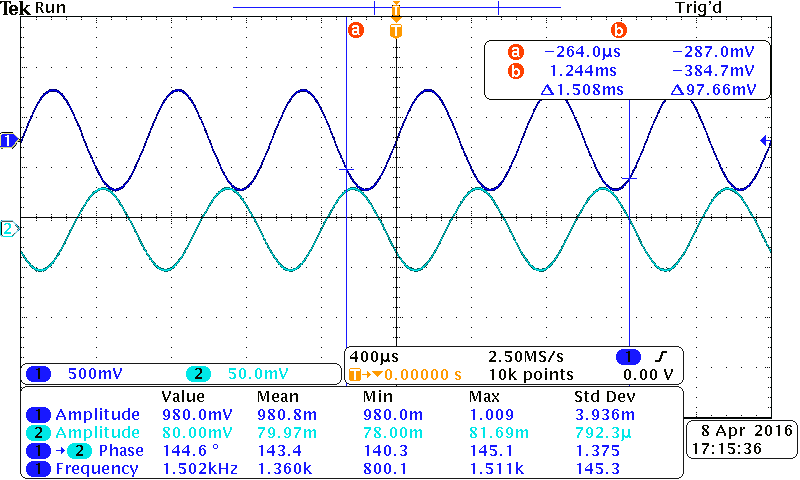 Tek Run Trig'd
T
a b
T
a −264.0µs −287.0mV
b 1.244ms −384.7mV
Δ1.508ms Δ97.66mV
1
2
400µs 2.50MS/s 1
1 500mV 2 50.0mV
T→▼0.00000 s 10k points 0.00 V
Value Mean Min Max Std Dev
1 Amplitude 980.0mV 980.8m 980.0m 1.009 3.936m
2 Amplitude 80.00mV 79.97m 78.00m 81.69m 792.3µ
1 → 2 Phase 144.6 ° 143.4 140.3 145.1 1.375
1 Frequency 1.502kHz 1.360k 800.1 1.511k 145.3
8 Apr 2016
17:15:36